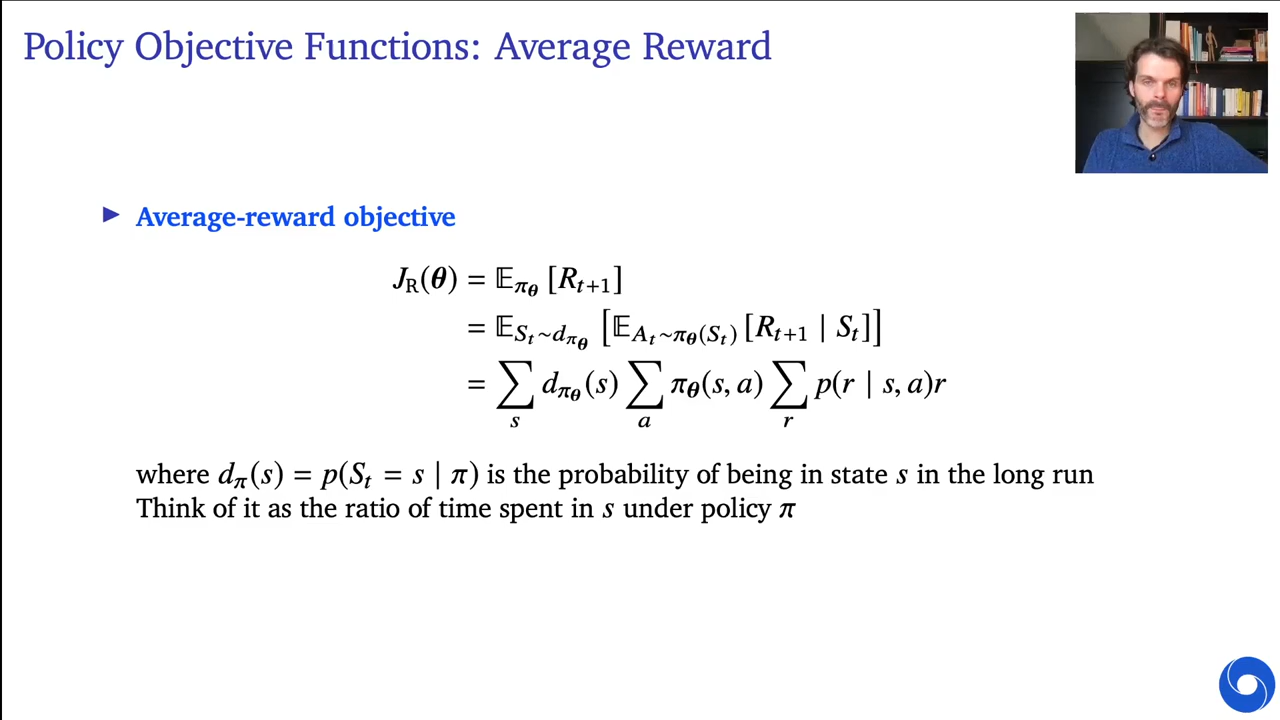 Policy Objective Functions: Average Reward
▶ Average-reward objective
J_R(θ) = 𝔼_{π_θ} [R_{t+1}]
= 𝔼_{S_t∼d_{π_θ}} [𝔼_{A_t∼π_θ(S_t)} [R_{t+1} | S_t]]
= ∑_s d_{π_θ}(s) ∑_a π_θ(s, a) ∑_r p(r | s, a)r
where d_π(s) = p(S_t = s | π) is the probability of being in state s in the long run
Think of it as the ratio of time spent in s under policy π